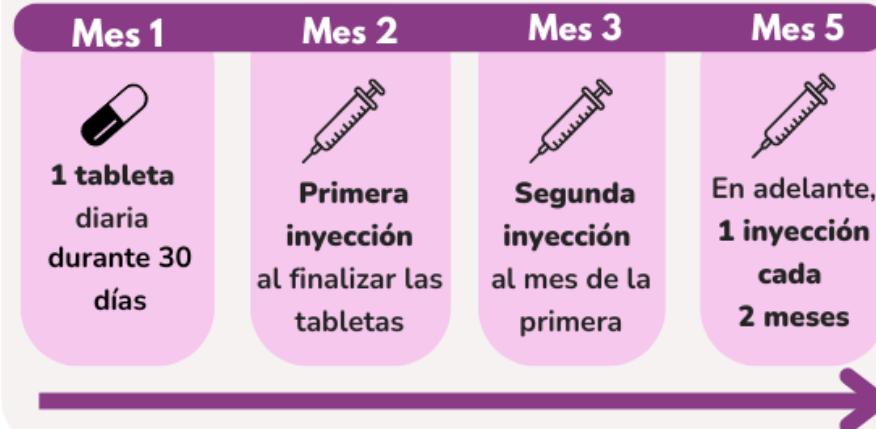 Mes 1
1 tableta
diaria
durante 30
días
Mes 2
Primera
inyección
al finalizar las
tabletas
Mes 3
Segunda
inyección
al mes de la
primera
Mes 5
En adelante,
1 inyección
cada
2 meses